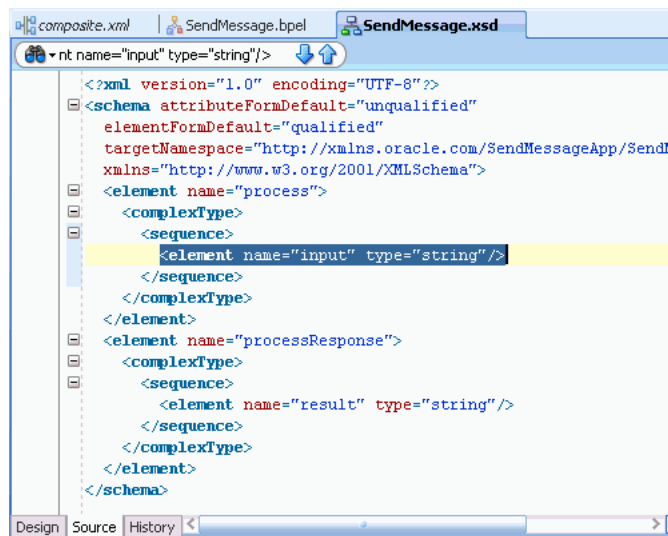 composite.xml SendMessage.bpel SendMessage.xsd
nt name="input" type="string"/>
<?xml version="1.0" encoding="UTF-8"?>
<schema attributeFormDefault="unqualified"
elementFormDefault="qualified"
targetNamespace="http://xmlns.oracle.com/SendMessageApp/Send
xmlns="http://www.w3.org/2001/XMLSchema">
<element name="process">
<complexType>
<sequence>
<element name="input" type="string"/>
</sequence>
</complexType>
</element>
<element name="processResponse">
<complexType>
<sequence>
<element name="result" type="string"/>
</sequence>
</complexType>
</element>
</schema>
Design Source History